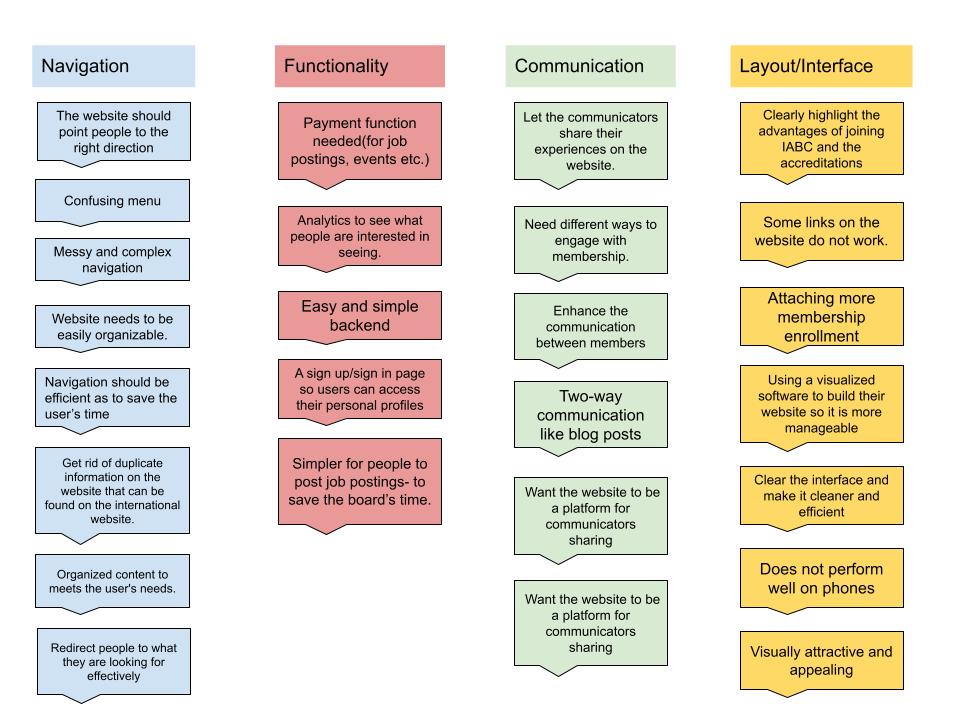 Navigation
The website should
point people to the
right direction
Confusing menu
Messy and complex
navigation
Website needs to be
easily organizable.
Navigation should be
efficient as to save the
user's time
Get rid of duplicate
information on the
website that can be
found on the international
website.
Organized content to
meets the user's needs.
Redirect people to what
they are looking for
effectively
Functionality
Payment function
needed(for job
postings, events etc.)
Analytics to see what
people are interested in
seeing.
Easy and simple
backend
A sign up/sign in page
so users can access
their personal profiles
Simpler for people to
post job postings- to
save the board's time.
Communication
Let the communicators
share their
experiences on the
website.
Need different ways to
engage with
membership.
Enhance the
communication
between members
Two-way
communication
like blog posts
Want the website to be
a platform for
communicators
sharing
Want the website to be
a platform for
communicators
sharing
Layout/Interface
Clearly highlight the
advantages of joining
IABC and the
accreditations
Some links on the
website do not work.
Attaching more
membership
enrollment
Using a visualized
software to build their
website so it is more
manageable
Clear the interface and
make it cleaner and
efficient
Does not perform
well on phones
Visually attractive and
appealing